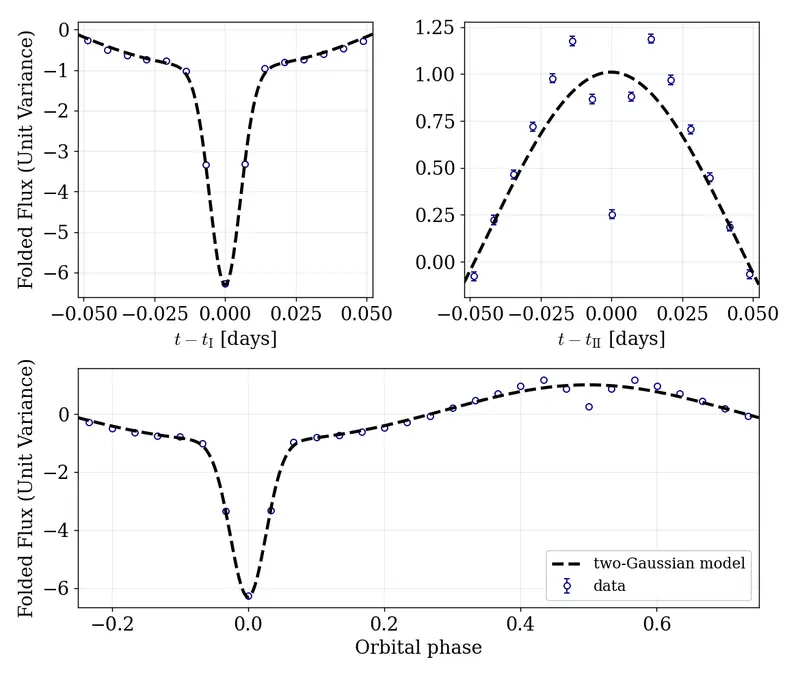 Folded Flux (Unit Variance)
0
−1
−2
−3
−4
−5
−6
−0.050 −0.025 0.000 0.025 0.050
t − tI [days]
1.25
1.00
0.75
0.50
0.25
0.00
−0.050 −0.025 0.000 0.025 0.050
t − tII [days]
Folded Flux (Unit Variance)
0
−2
−4
−6
−0.2 0.0 0.2 0.4 0.6
Orbital phase
two-Gaussian model
data